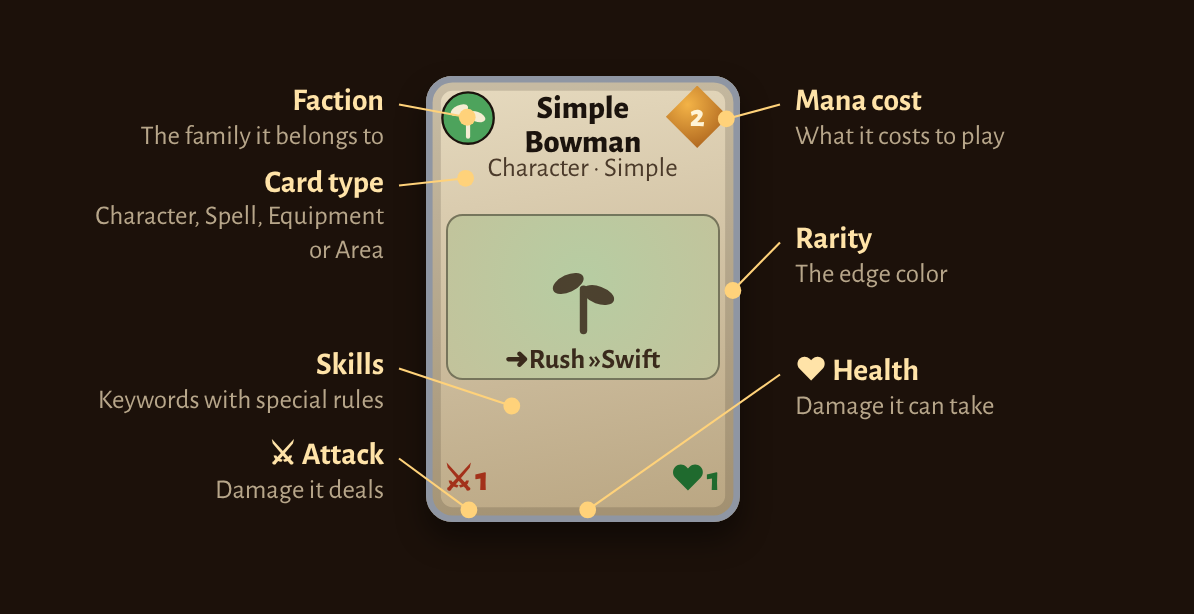 Faction
The family it belongs to
Card type
Character, Spell, Equipment
or Area
Skills
Keywords with special rules
⚔ Attack
Damage it deals
Simple
Bowman
2
Character · Simple
➜Rush »Swift
⚔1
♥1
Mana cost
What it costs to play
Rarity
The edge color
♥ Health
Damage it can take